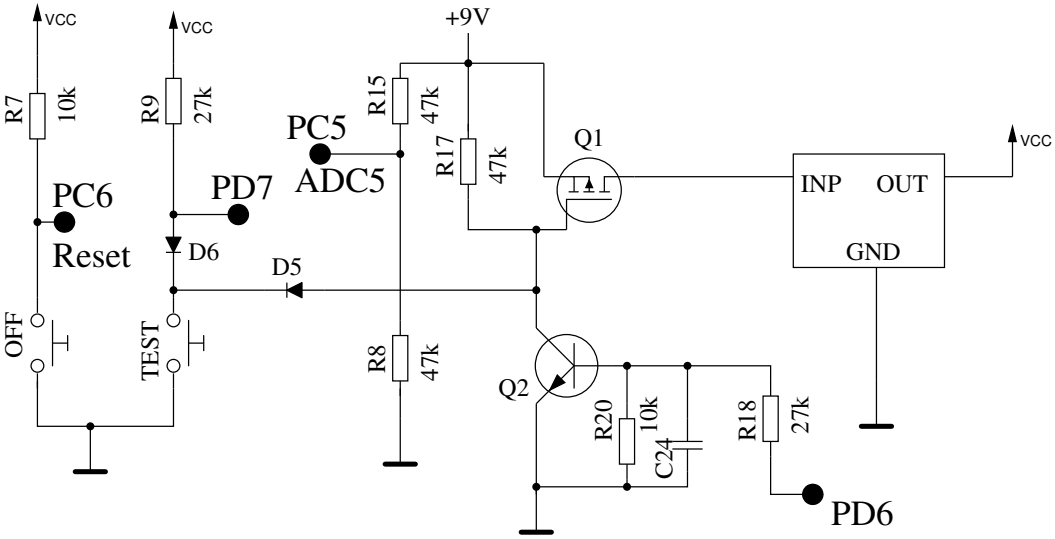 VCC
VCC
+9V
R7
10k
R9
27k
R15
47k
PC5
ADC5
R17
47k
Q1
VCC
INP OUT
GND
PC6
Reset
PD7
D6
D5
OFF
TEST
R8
47k
Q2
R20
10k
C24
R18
27k
PD6